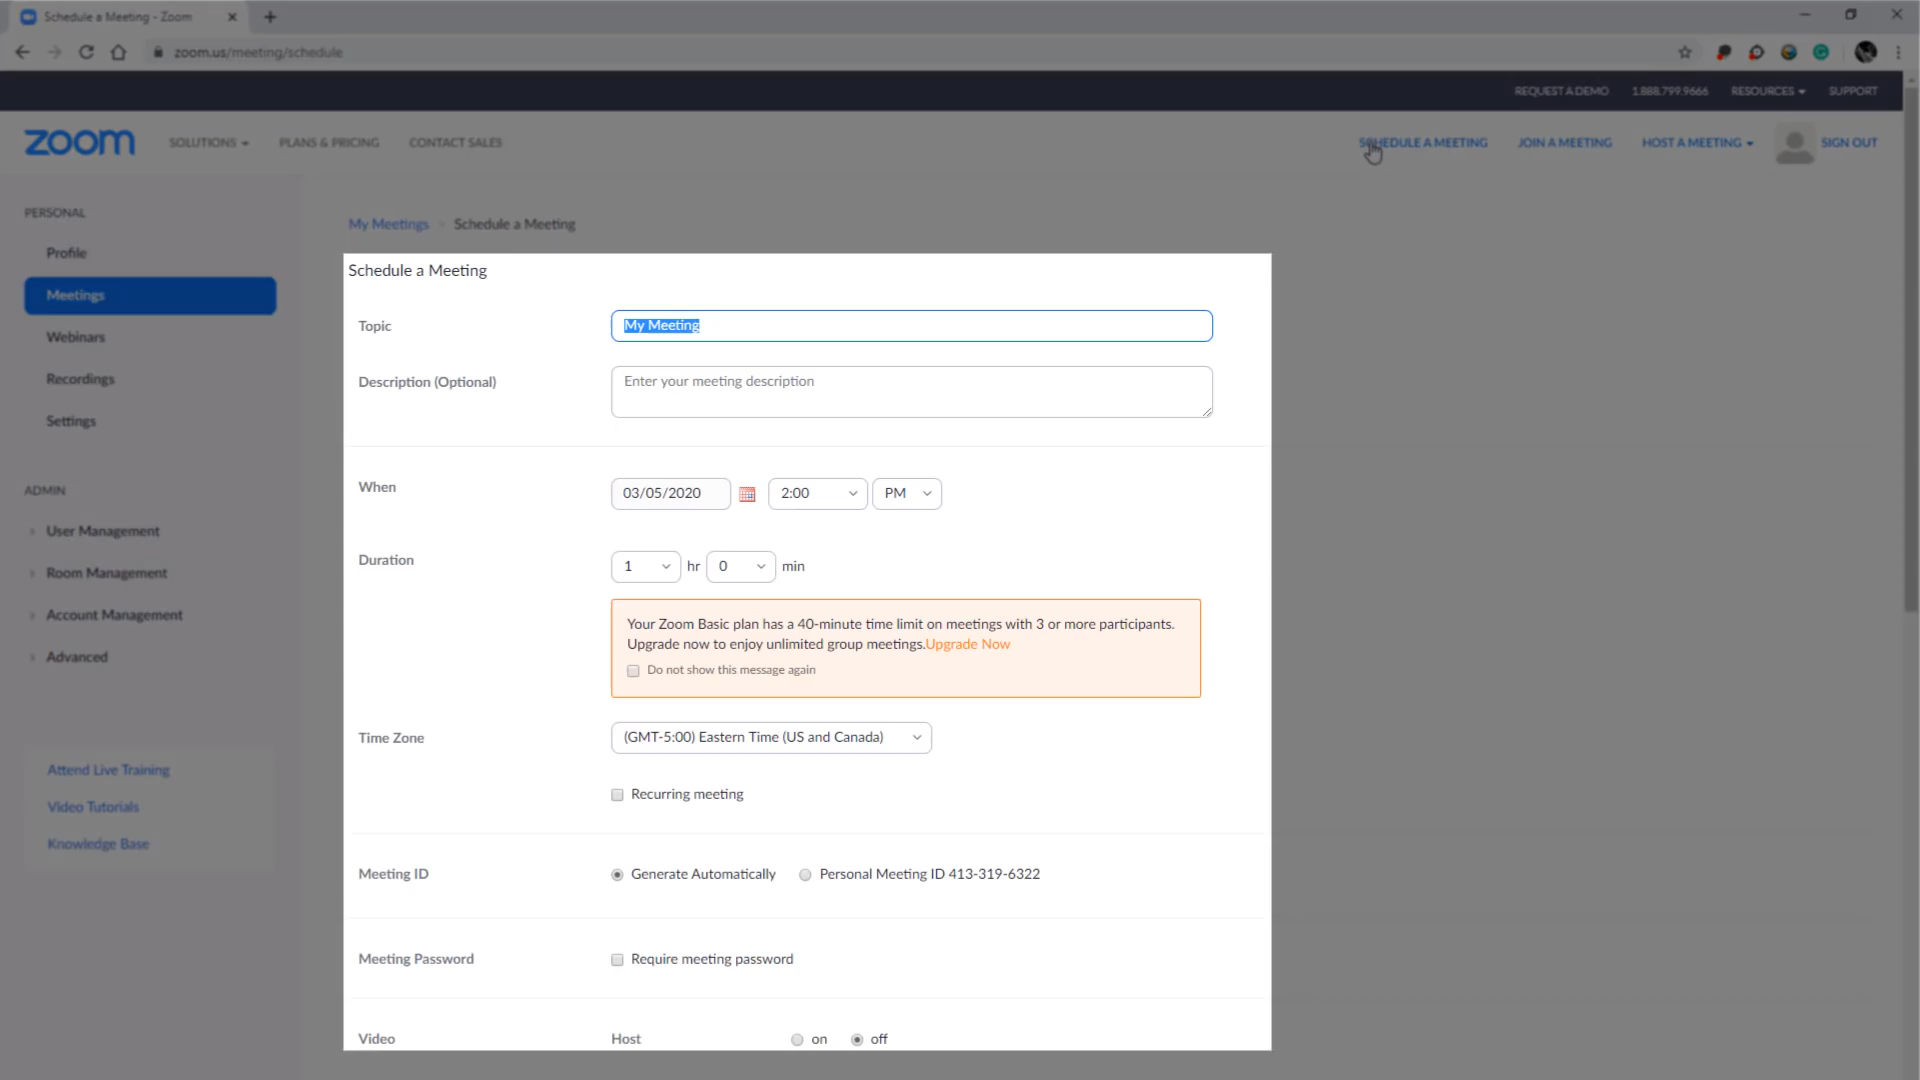 Schedule a Meeting - Zoom
zoom.us/meeting/schedule
REQUEST A DEMO 1.888.799.9666 RESOURCES SUPPORT
zoom SOLUTIONS PLANS & PRICING CONTACT SALES SCHEDULE A MEETING JOIN A MEETING HOST A MEETING SIGN OUT
PERSONAL
Profile
Meetings
Webinars
Recordings
Settings
ADMIN
User Management
Room Management
Account Management
Advanced
Attend Live Training
Video Tutorials
Knowledge Base
My Meetings Schedule a Meeting
Schedule a Meeting
Topic My Meeting
Description (Optional) Enter your meeting description
When 03/05/2020 2:00 PM
Duration 1 hr 0 min
Your Zoom Basic plan has a 40-minute time limit on meetings with 3 or more participants.
Upgrade now to enjoy unlimited group meetings.Upgrade Now
Do not show this message again
Time Zone (GMT-5:00) Eastern Time (US and Canada)
Recurring meeting
Meeting ID Generate Automatically Personal Meeting ID 413-319-6322
Meeting Password Require meeting password
Video Host on off